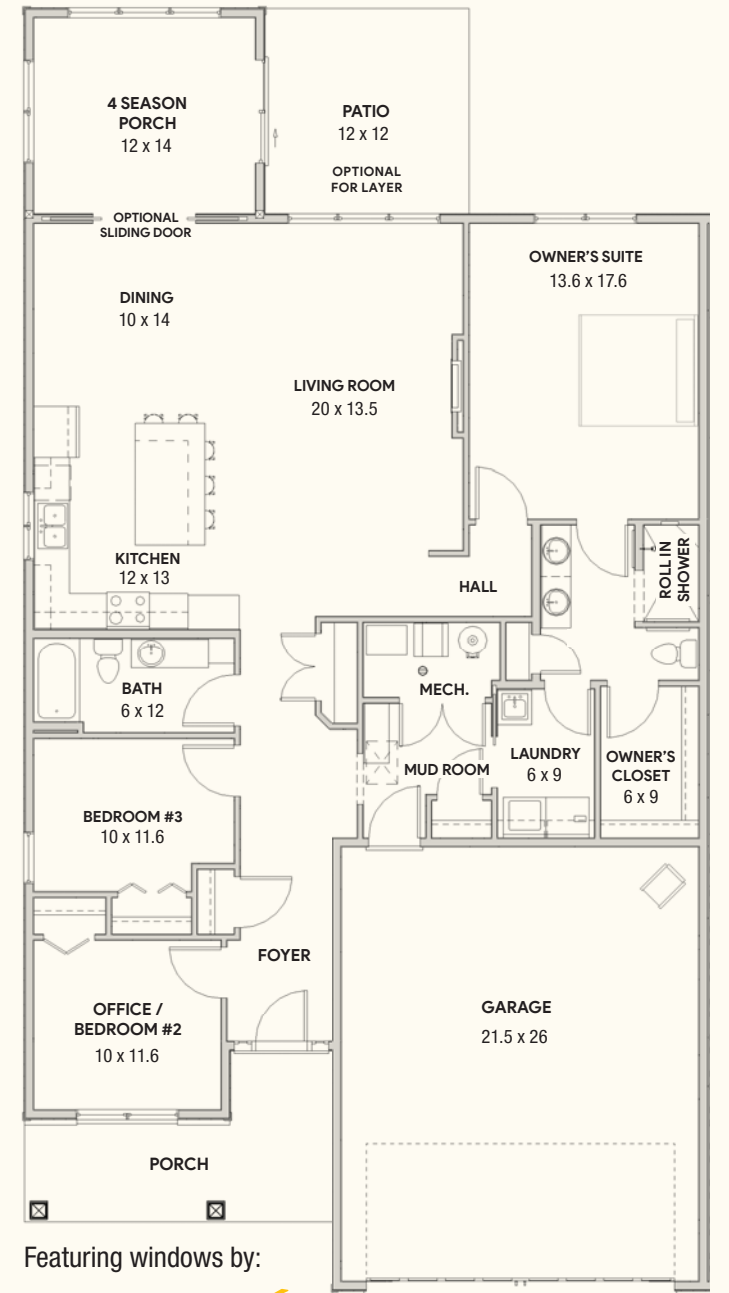 4 SEASON
PORCH
12 x 14
PATIO
12 x 12
OPTIONAL
FOR LAYER
OPTIONAL
SLIDING DOOR
OWNER'S SUITE
13.6 x 17.6
DINING
10 x 14
LIVING ROOM
20 x 13.5
KITCHEN
12 x 13
HALL
ROLL IN
SHOWER
BATH
6 x 12
MECH.
MUD ROOM
LAUNDRY
6 x 9
OWNER'S
CLOSET
6 x 9
BEDROOM #3
10 x 11.6
FOYER
OFFICE /
BEDROOM #2
10 x 11.6
GARAGE
21.5 x 26
PORCH
Featuring windows by: